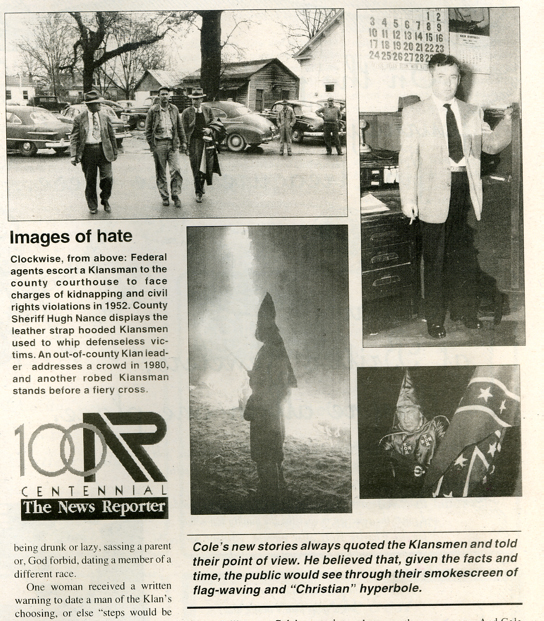 1 2
3 4 5 6 7 8 9
10 11 12 13 14 15 16
17 18 19 20 21 22 23
24 25 26 27 28
Images of hate
Clockwise, from above: Federal
agents escort a Klansman to the
county courthouse to face
charges of kidnapping and civil
rights violations in 1952. County
Sheriff Hugh Nance displays the
leather strap hooded Klansmen
used to whip defenseless vic-
tims. An out-of-county Klan lead-
er addresses a crowd in 1980,
and another robed Klansman
stands before a fiery cross.
100 NR
CENTENNIAL
The News Reporter
being drunk or lazy, sassing a parent
or, God forbid, dating a member of a
different race.
One woman received a written
warning to date a man of the Klan's
choosing, or else "steps would be
Cole's new stories always quoted the Klansmen and told
their point of view. He believed that, given the facts and
time, the public would see through their smokescreen of
flag-waving and "Christian" hyperbole.